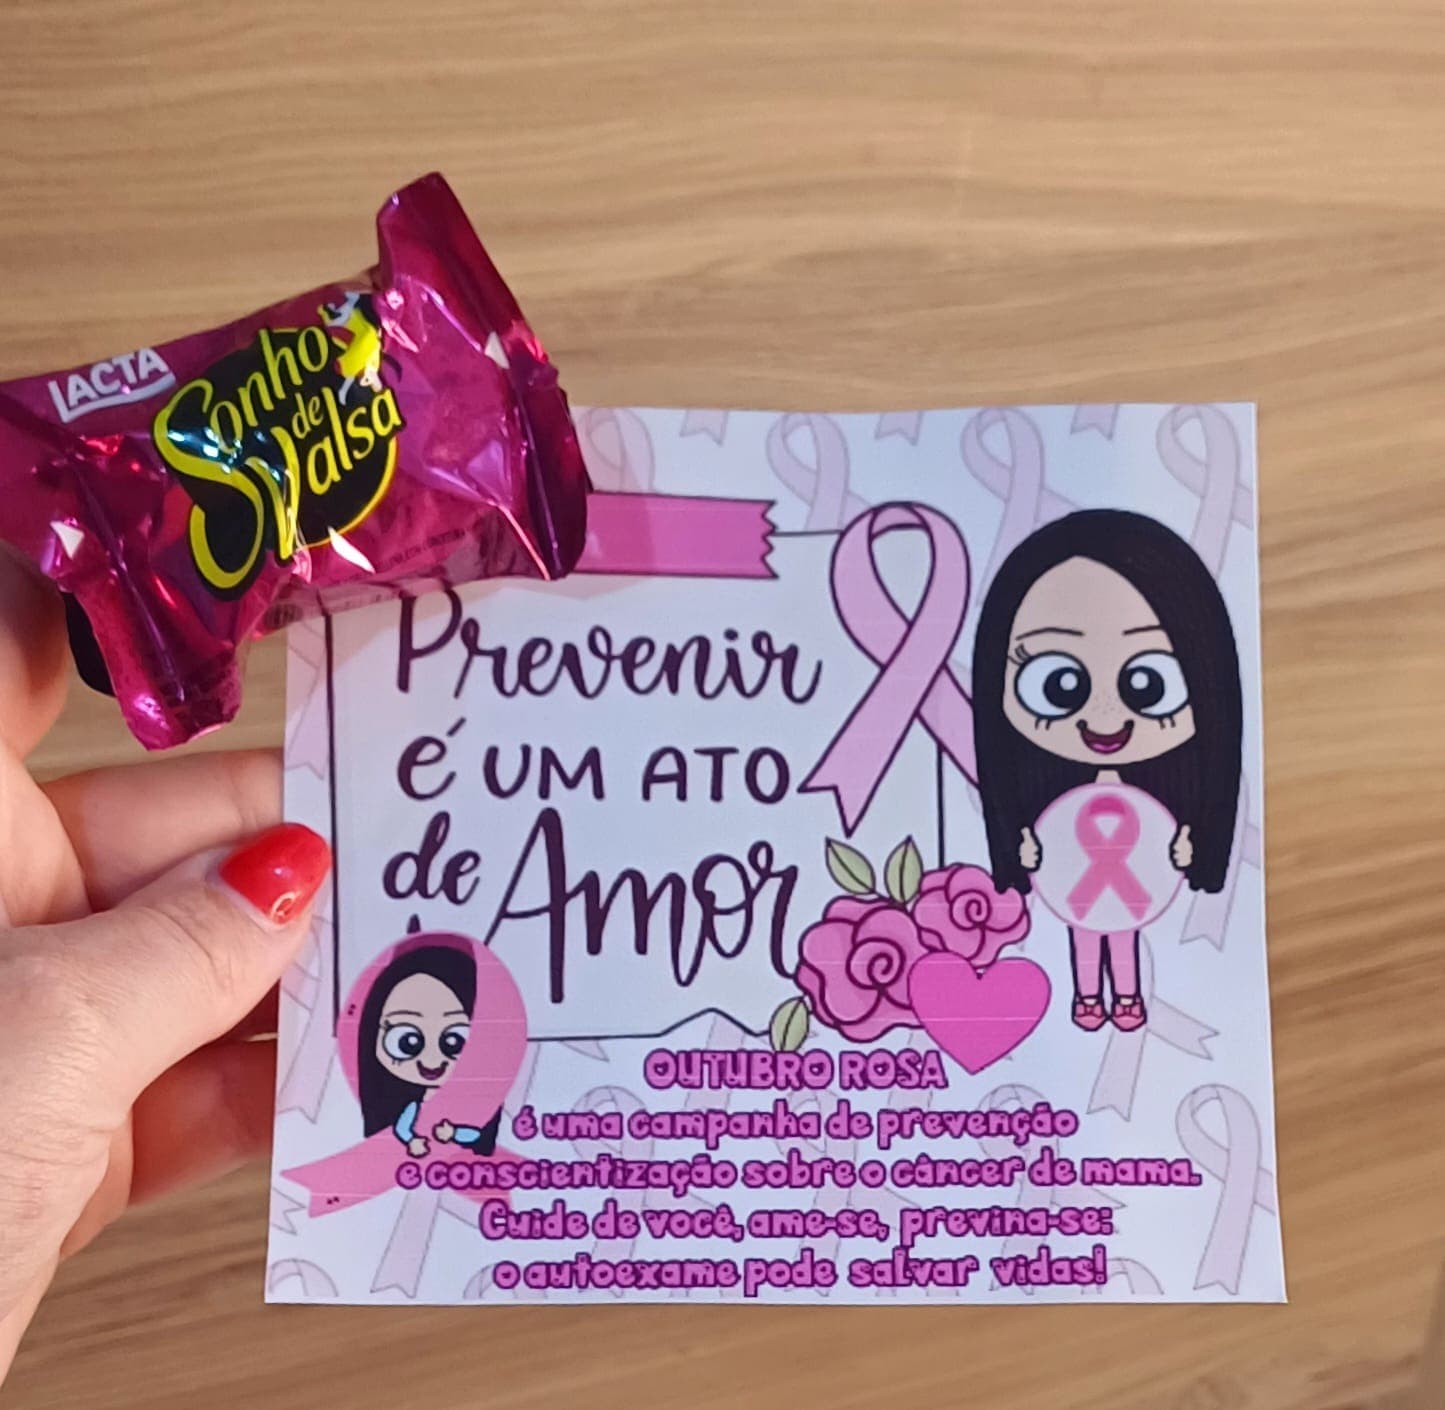 LACTA
Sonho
de
Valsa
Prevenir
é UM ATO
de Amor
OUTUBRO ROSA
é uma campanha de prevenção
e conscientização sobre o câncer de mama.
Cuide de você, ame-se, previna-se:
o autoexame pode salvar vidas!